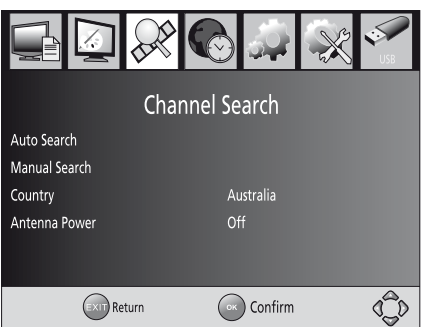 USB
Channel Search
Auto Search
Manual Search
Country Australia
Antenna Power Off
EXIT Return OK Confirm